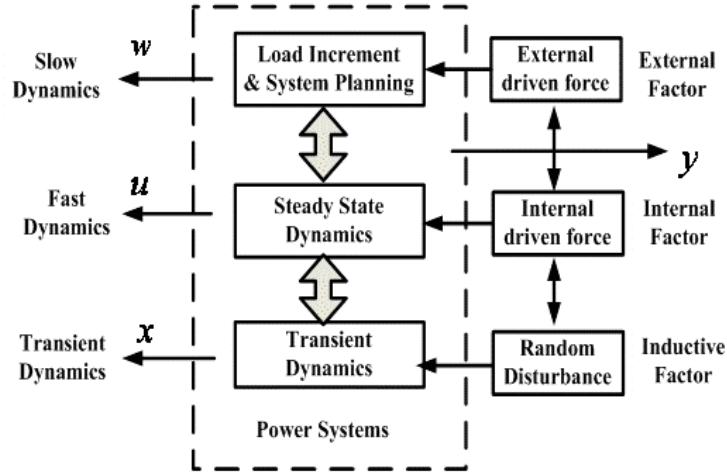 w
Slow
Dynamics
Load Increment
& System Planning
External
driven force
External
Factor
y
u
Fast
Dynamics
Steady State
Dynamics
Internal
driven force
Internal
Factor
x
Transient
Dynamics
Transient
Dynamics
Random
Disturbance
Inductive
Factor
Power Systems